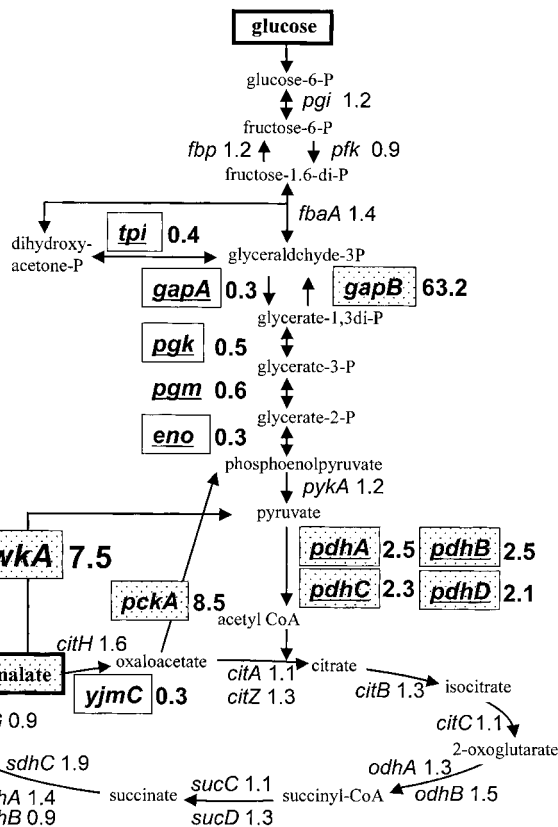 glucose
glucose-6-P
pgi 1.2
fructose-6-P
fbp 1.2 pfk 0.9
fructose-1.6-di-P
fbaA 1.4
dihydroxy-
acetone-P
tpi 0.4
glyceraldehyde-3P
gapA 0.3 gapB 63.2
glycerate-1,3di-P
pgk 0.5
glycerate-3-P
pgm 0.6
glycerate-2-P
eno 0.3
phosphoenolpyruvate
pykA 1.2
pyruvate
wkA 7.5
pdhA 2.5 pdhB 2.5
pdhC 2.3 pdhD 2.1
pckA 8.5
acetyl CoA
citH 1.6
malate
oxaloacetate
yjmC 0.3
citA 1.1
citZ 1.3
citrate
citB 1.3
isocitrate
citC 1.1
2-oxoglutarate
odhA 1.3
odhB 1.5
succinyl-CoA
sucC 1.1
sucD 1.3
succinate
0.9
sdhC 1.9
hA 1.4
hB 0.9